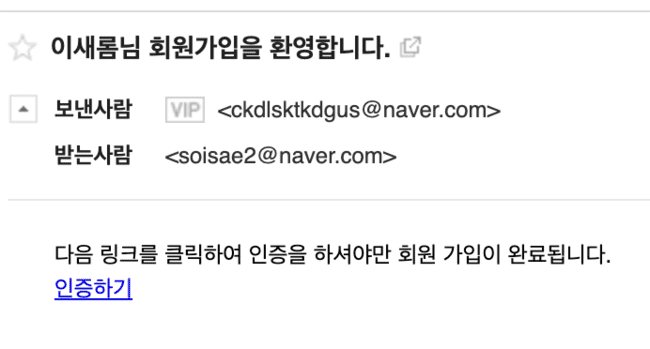 이새롬님 회원가입을 환영합니다.
보낸사람 VIP <ckdlsktkdgus@naver.com>
받는사람 <soisae2@naver.com>
다음 링크를 클릭하여 인증을 하셔야만 회원 가입이 완료됩니다.
인증하기